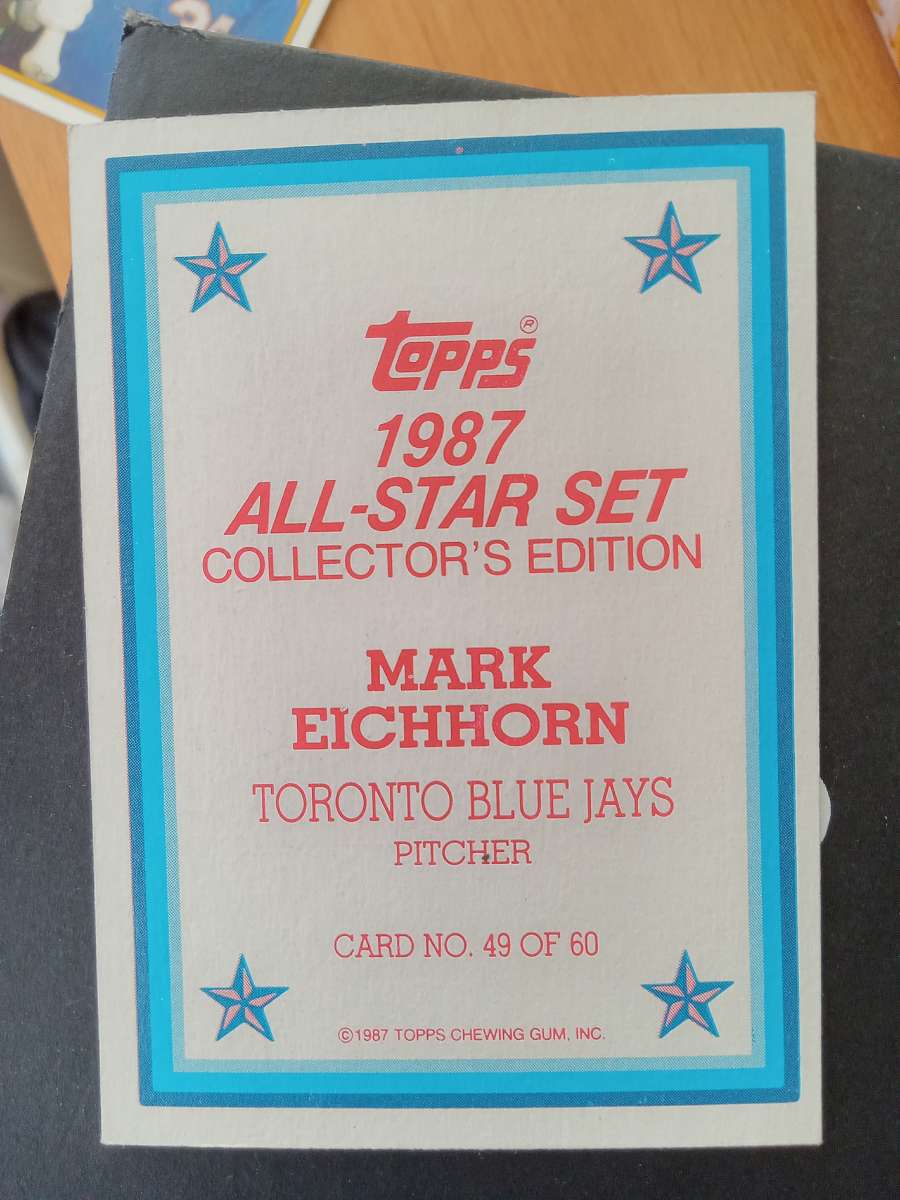 TOPPS®
1987
ALL-STAR SET
COLLECTOR'S EDITION
MARK
EICHHORN
TORONTO BLUE JAYS
PITCHER
CARD NO. 49 OF 60
©1987 TOPPS CHEWING GUM, INC.